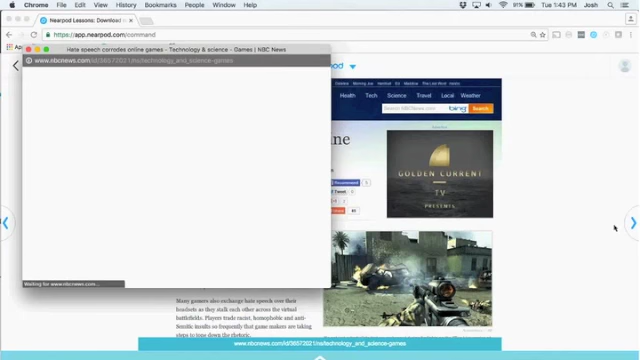 Chrome File Edit View History Bookmarks People Window Help
Tue 1:43 PM Josh
Nearpod Lessons: Download t
https://app.nearpod.com/command
Hate speech corrodes online games - Technology & science - Games | NBC News
www.nbcnews.com/id/36572021/ns/technology_and_science-games
Health Tech Science Travel Local Weather
bing Search
ine
Recommend
Tweet
GOLDEN CURRENT
TV
PRESENTS
Waiting for www.nbcnews.com...
Many gamers also exchange hate speech over their
headsets as they stalk each other across the virtual
battlefields. Players trade racist, homophobic and anti-
Semitic insults so frequently that game makers are taking
steps to tone down the rhetoric.
www.nbcnews.com/id/36572021/ns/technology_and_science-games